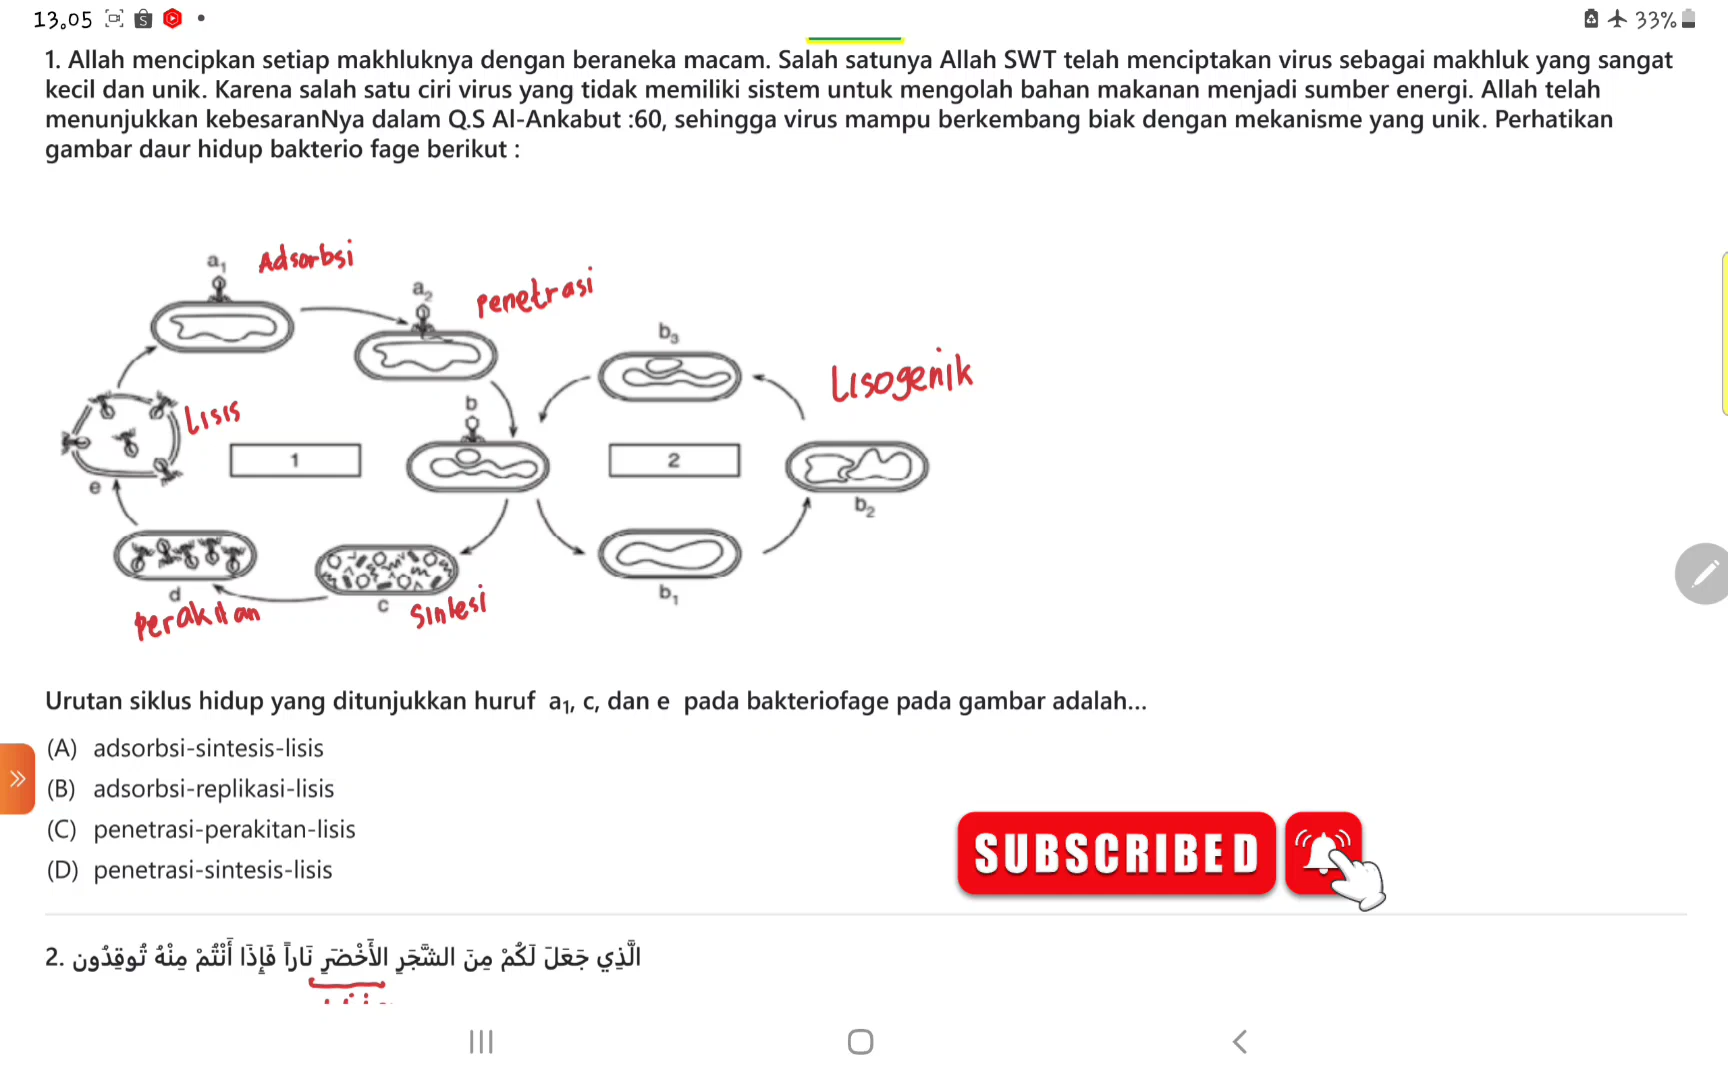 13.05
33%
1. Allah mencipkan setiap makhluknya dengan beraneka macam. Salah satunya Allah SWT telah menciptakan virus sebagai makhluk yang sangat
kecil dan unik. Karena salah satu ciri virus yang tidak memiliki sistem untuk mengolah bahan makanan menjadi sumber energi. Allah telah
menunjukkan kebesaranNya dalam Q.S Al-Ankabut :60, sehingga virus mampu berkembang biak dengan mekanisme yang unik. Perhatikan
gambar daur hidup bakterio fage berikut :
a₁ Adsorbsi
a₂ Penetrasi
b₃
Lisogenik
Lisis
b
1
2
e
b₂
d
Perakitan
c
Sintesi
b₁
Urutan siklus hidup yang ditunjukkan huruf a₁, c, dan e pada bakteriofage pada gambar adalah...
(A) adsorbsi-sintesis-lisis
(B) adsorbsi-replikasi-lisis
(C) penetrasi-perakitan-lisis
(D) penetrasi-sintesis-lisis
SUBSCRIBED
2. الَّذِي جَعَلَ لَكُمْ مِنَ الشَّجَرِ الأَخْضَرِ نَاراً فَإِذَا أَنْتُمْ مِنْهُ تُوقِدُون